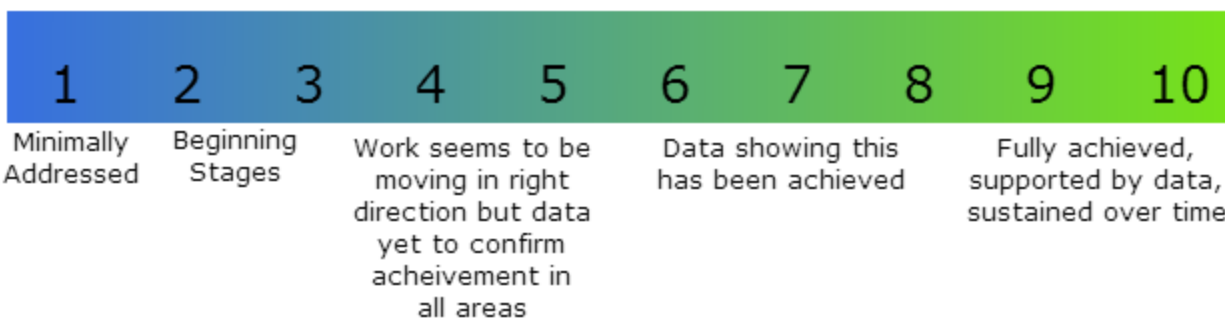 1 2 3 4 5 6 7 8 9 10
Minimally
Addressed
Beginning
Stages
Work seems to be
moving in right
direction but data
yet to confirm
acheivement in
all areas
Data showing this
has been achieved
Fully achieved,
supported by data,
sustained over time